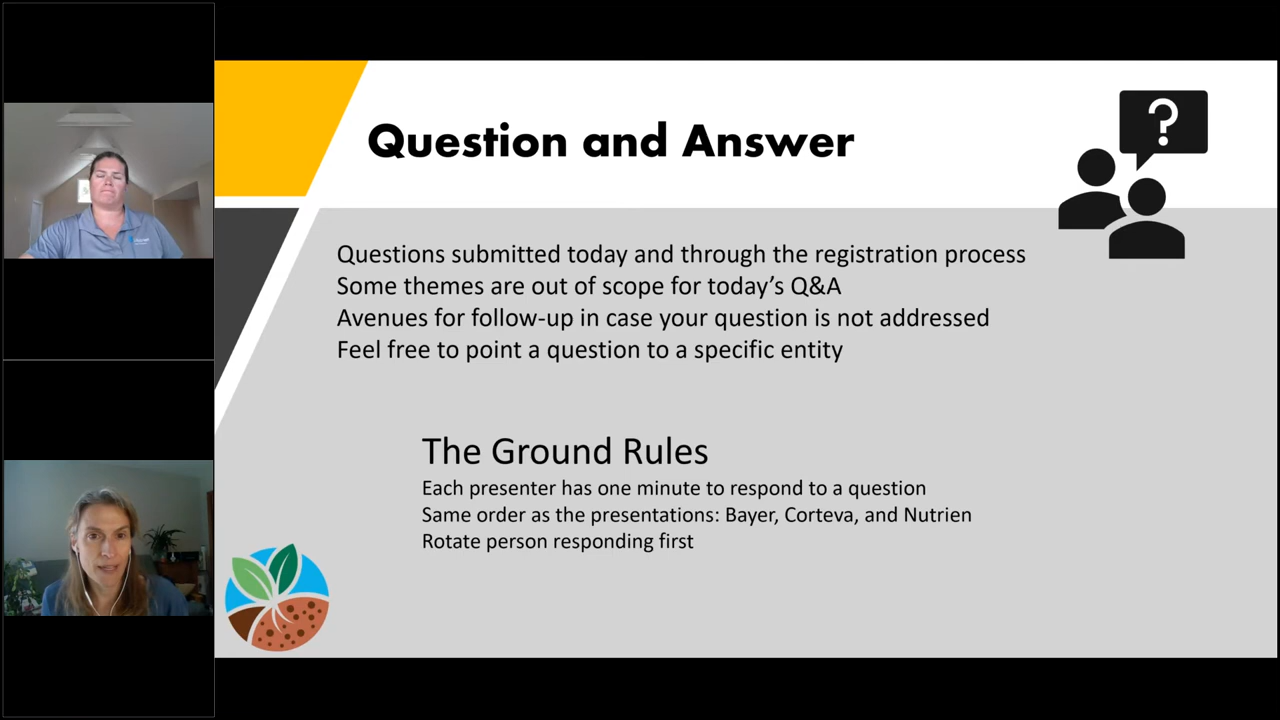 Question and Answer
?
Questions submitted today and through the registration process
Some themes are out of scope for today’s Q&A
Avenues for follow-up in case your question is not addressed
Feel free to point a question to a specific entity
The Ground Rules
Each presenter has one minute to respond to a question
Same order as the presentations: Bayer, Corteva, and Nutrien
Rotate person responding first